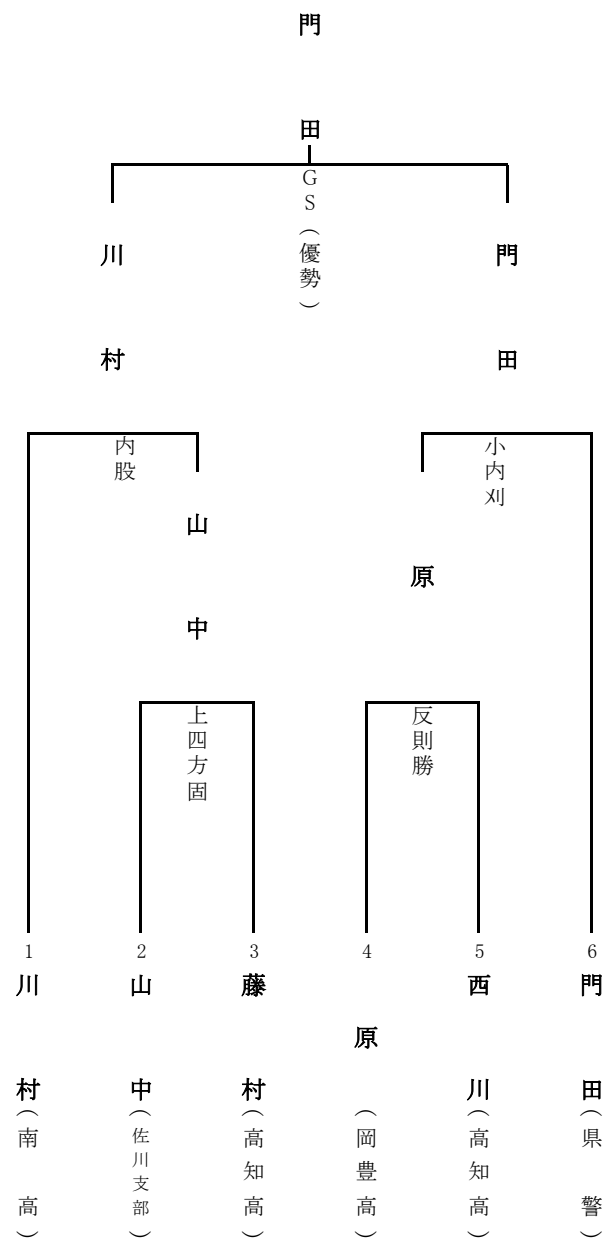 門田
GS（優勢）
川村
門田
内股
小内刈
山中
原
上四方固
反則勝
1
2
3
4
5
6
川村（南高）
山中（佐川支部）
藤村（高知高）
原（岡豊高）
西川（高知高）
門田（県警）